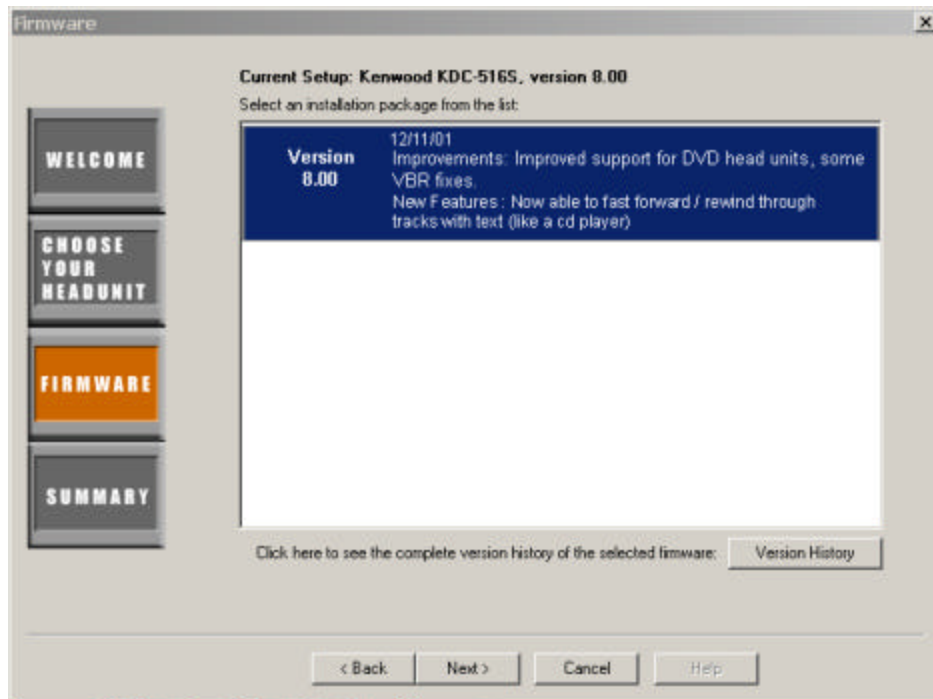 Firmware
Current Setup: Kenwood KDC-516S, version 8.00
Select an installation package from the list:
WELCOME
CHOOSE
YOUR
HEADUNIT
FIRMWARE
SUMMARY
Version
8.00
12/11/01
Improvements: Improved support for DVD head units, some
VBR fixes.
New Features : Now able to fast forward / rewind through
tracks with text (like a cd player)
Click here to see the complete version history of the selected firmware:
Version History
< Back
Next >
Cancel
Help